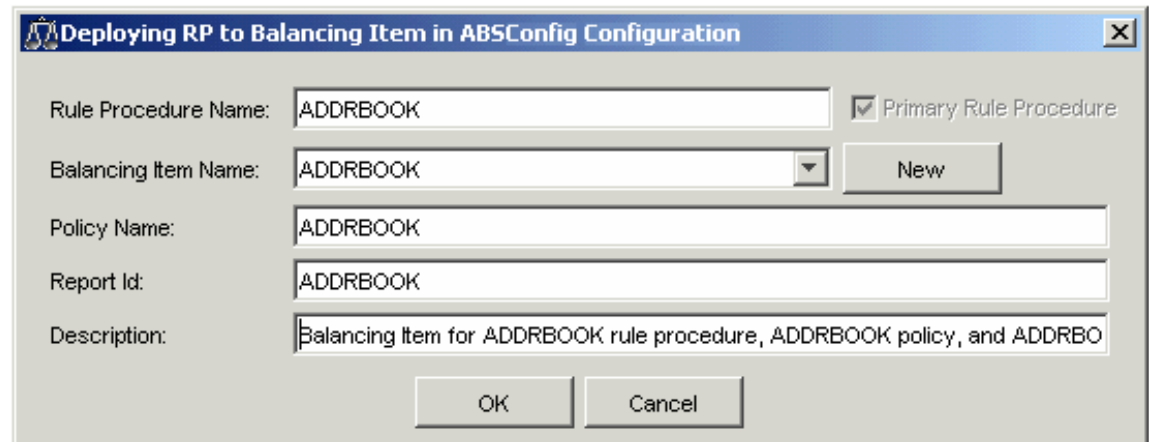 Deploying RP to Balancing Item in ABSConfig Configuration
Rule Procedure Name: ADDRBOOK Primary Rule Procedure
Balancing Item Name: ADDRBOOK New
Policy Name: ADDRBOOK
Report Id: ADDRBOOK
Description: Balancing Item for ADDRBOOK rule procedure, ADDRBOOK policy, and ADDRBO
OK Cancel